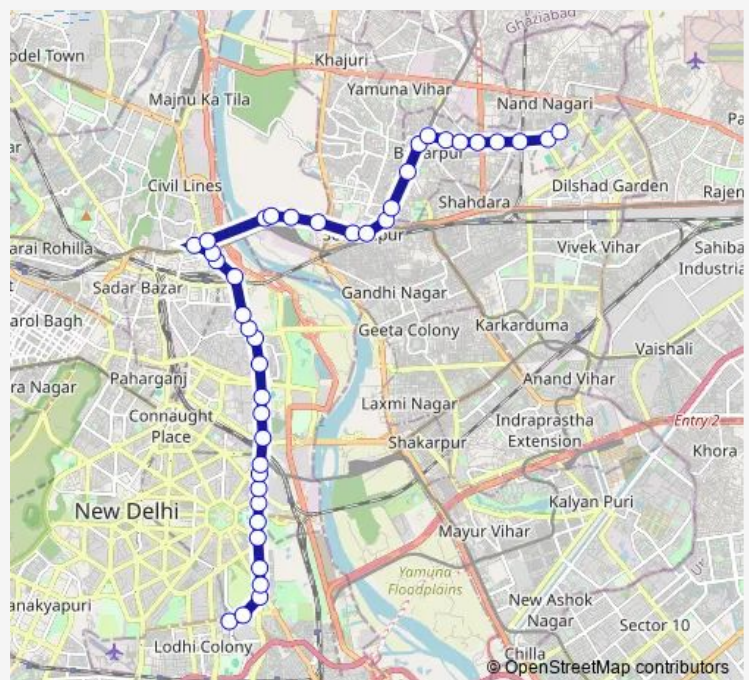 Ghaziabad
odel Town
Khajuri
Yamuna Vihar
Majnu Ka Tila
Nand Nagari
Pa
ar
Civil Lines
Shahdara
Dilshad Garden
Rajen
arai Rohilla
Vivek Vihar
Sahiba
Industria
Sadar Bazar
Gandhi Nagar
t
arol Bagh
Geeta Colony
Karkarduma
Vaishali
ra Nagar
Paharganj
Anand Vihar
Connaught
Place
Laxmi Nagar
Indraprastha
Extension
Entry 2
Shakarpur
Khora
New Delhi
Kalyan Puri
Mayur Vihar
Yamuna
Floodplains
anakyapuri
New Ashok
Nagar
Sector 10
Lodhi Colony
Chilla
© OpenStreetMap contributors